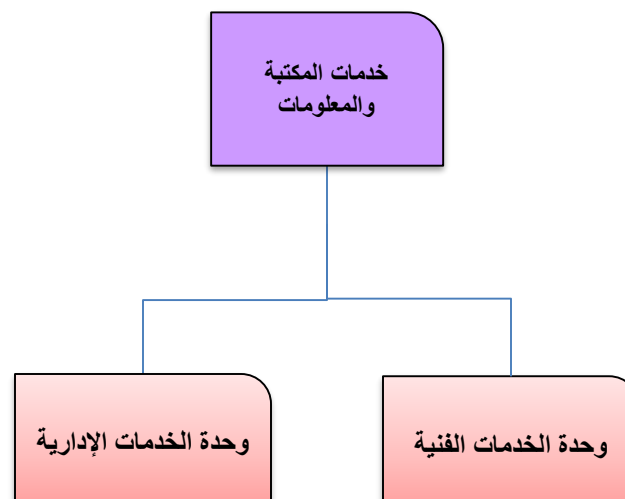 خدمات المكتبة
والمعلومات
وحدة الخدمات الفنية
وحدة الخدمات الإدارية